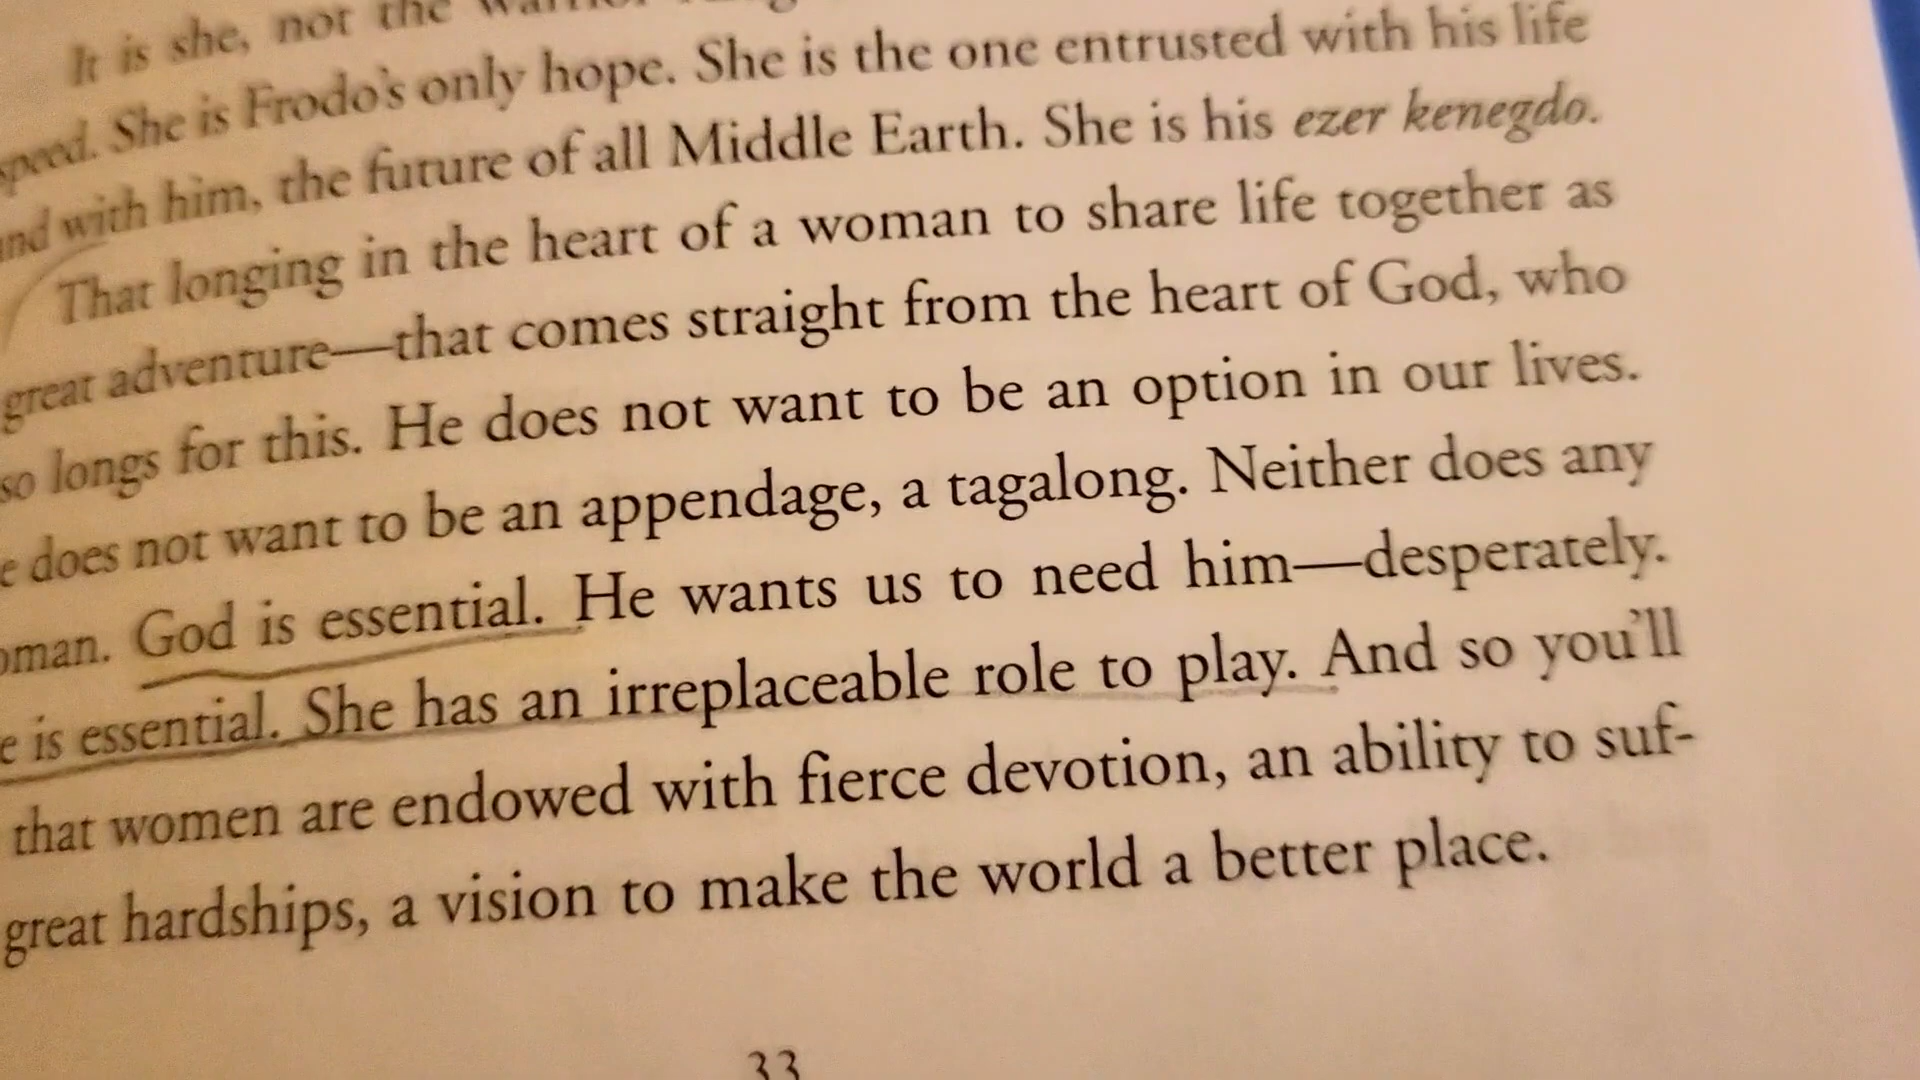 It is she, not the warrior
speed. She is Frodo's only hope. She is the one entrusted with his life
and with him, the future of all Middle Earth. She is his ezer kenegdo.
That longing in the heart of a woman to share life together as
great adventure—that comes straight from the heart of God, who
so longs for this. He does not want to be an option in our lives.
e does not want to be an appendage, a tagalong. Neither does any
oman. God is essential. He wants us to need him—desperately.
e is essential. She has an irreplaceable role to play. And so you'll
that women are endowed with fierce devotion, an ability to suf-
great hardships, a vision to make the world a better place.
33